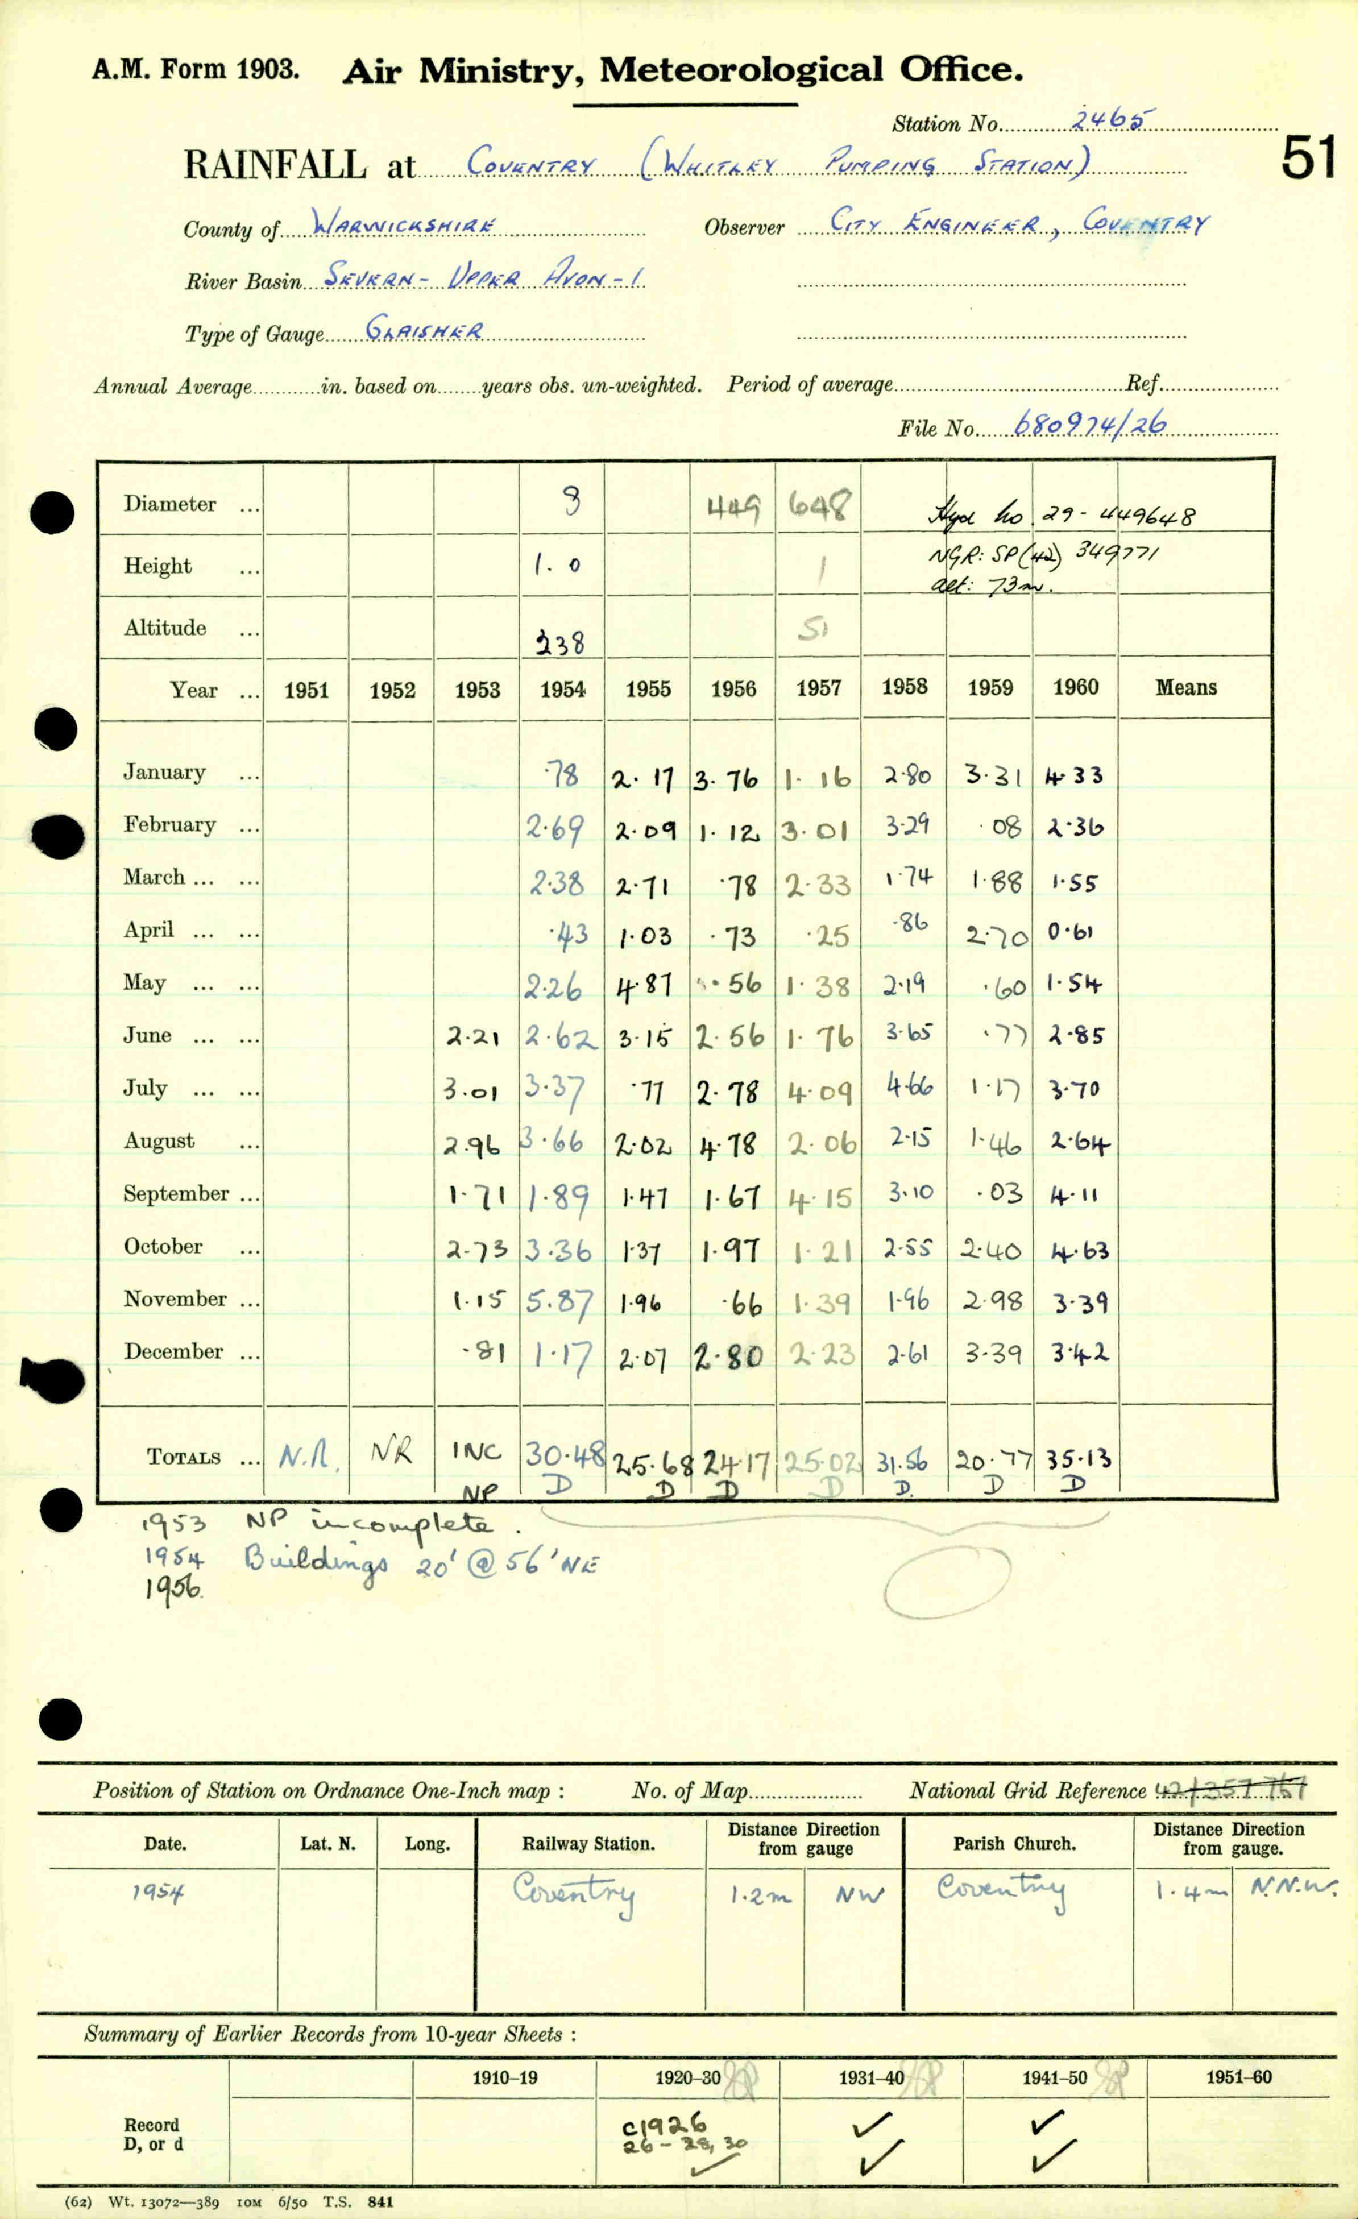 A.M. Form 1903. Air Ministry, Meteorological Office.
Station No. 2465
RAINFALL at COVENTRY (WHITLEY PUMPING STATION) 51
County of WARWICKSHIRE Observer CITY ENGINEER, COVENTRY
River Basin SEVERN - UPPER AVON - 1
Type of Gauge GLAISHER
Annual Average in. based on years obs. un-weighted. Period of average Ref.
File No. 680974/26
Diameter ... 8 449 648 Hyd No 29-449648
Height ... 1.0 1 NGR: SP(42) 349771
alt: 73m.
Altitude ... 238 51
Year ... 1951 1952 1953 1954 1955 1956 1957 1958 1959 1960 Means
January ... ·78 2·17 3·76 1·16 2·80 3·31 4·33
February ... 2·69 2·09 1·12 3·01 3·29 ·08 2·36
March ... ... 2·38 2·71 ·78 2·33 1·74 1·88 1·55
April ... ... ·43 1·03 ·73 ·25 ·86 2·70 0·61
May ... ... 2·26 4·87 ·56 1·38 2·19 ·60 1·54
June ... ... 2·21 2·62 3·15 2·56 1·76 3·65 ·77 2·85
July ... ... 3·01 3·37 ·77 2·78 4·09 4·66 1·17 3·70
August ... 2·96 3·66 2·02 4·78 2·06 2·15 1·46 2·64
September ... 1·71 1·89 1·47 1·67 4·15 3·10 ·03 4·11
October ... 2·73 3·36 1·37 1·97 1·21 2·55 2·40 4·63
November ... 1·15 5·87 1·96 ·66 1·39 1·96 2·98 3·39
December ... ·81 1·17 2·07 2·80 2·23 2·61 3·39 3·42
TOTALS ... N.R. NR INC 30·48 25·68 24·17 25·02 31·56 20·77 35·13
NP D D D D D. D D
1953 NP incomplete.
1954 Buildings 20' @ 56' NE
1956.
Position of Station on Ordnance One-Inch map : No. of Map National Grid Reference 42/357767
Date. Lat. N. Long. Railway Station. Distance from Direction gauge Parish Church. Distance from Direction gauge.
1954 Coventry 1.2m NW Coventry 1.4m N.N.W.
Summary of Earlier Records from 10-year Sheets :
1910–19 1920–30 1931–40 1941–50 1951–60
Record c1926 ✓ ✓
D, or d 26-28, 30 ✓ ✓ ✓
(62) Wt. 13072—389 10M 6/50 T.S. 841